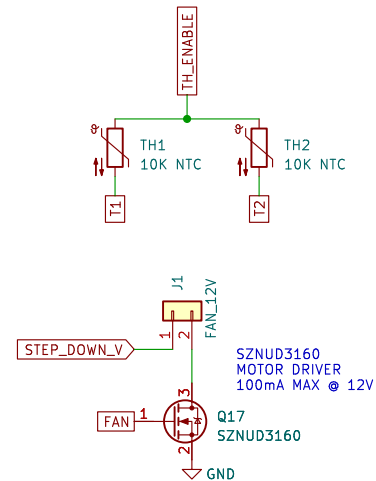 TH_ENABLE
ϑ
TH1
10K NTC
ϑ
TH2
10K NTC
T1
T2
J1
FAN_12V
1
2
STEP_DOWN_V
SZNUD3160
MOTOR DRIVER
100mA MAX @ 12V
3
FAN
1
Q17
SZNUD3160
2
GND